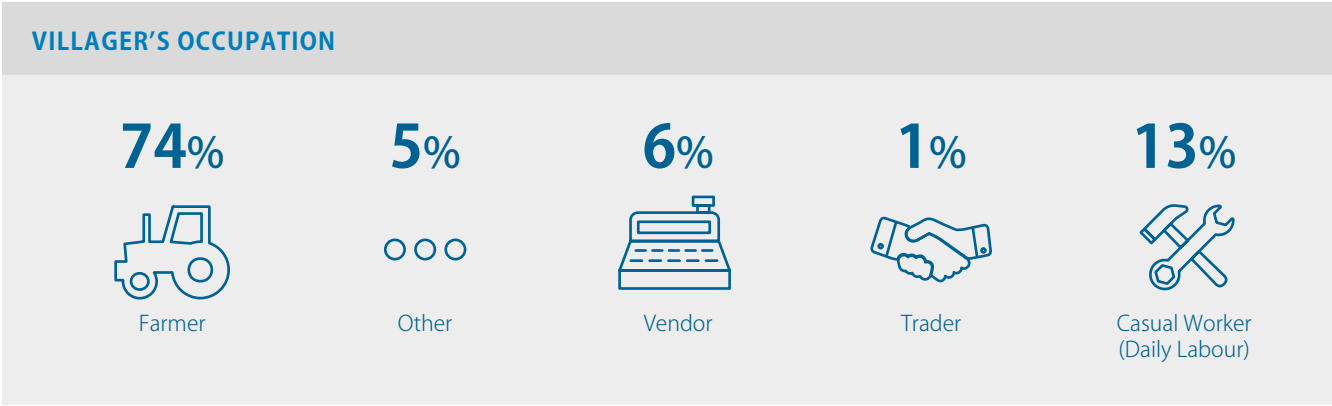 VILLAGER'S OCCUPATION
74% 5% 6% 1% 13%
Farmer Other Vendor Trader Casual Worker
(Daily Labour)